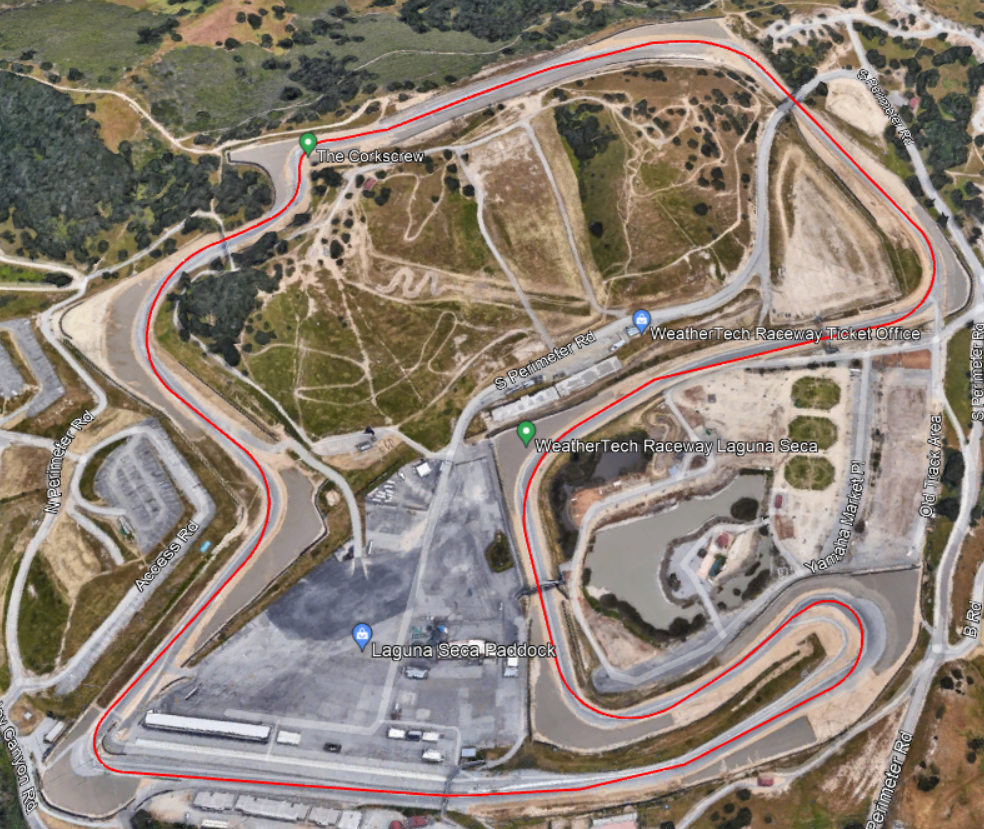 S Perimeter Rd
The Corkscrew
S Perimeter Rd
WeatherTech Raceway Ticket Office
S Perimeter Rd
N Perimeter Rd
WeatherTech Raceway Laguna Seca
Old Track Area
Yamaha Market Pl
Access Rd
B Rd
Laguna Seca Paddock
Canyon Rd
Perimeter Rd